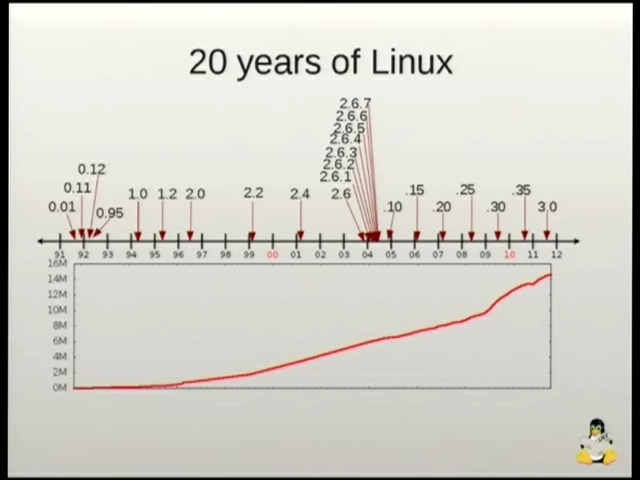 20 years of Linux
2.6.7
2.6.6
2.6.5
2.6.4
2.6.3
2.6.2
2.6.1
2.6
0.12
0.11
0.01
0.95
1.0
1.2
2.0
2.2
2.4
.10
.15
.20
.25
.30
.35
3.0
91 92 93 94 95 96 97 98 99 00 01 02 03 04 05 06 07 08 09 10 11 12
16M
14M
12M
10M
8M
6M
4M
2M
0M